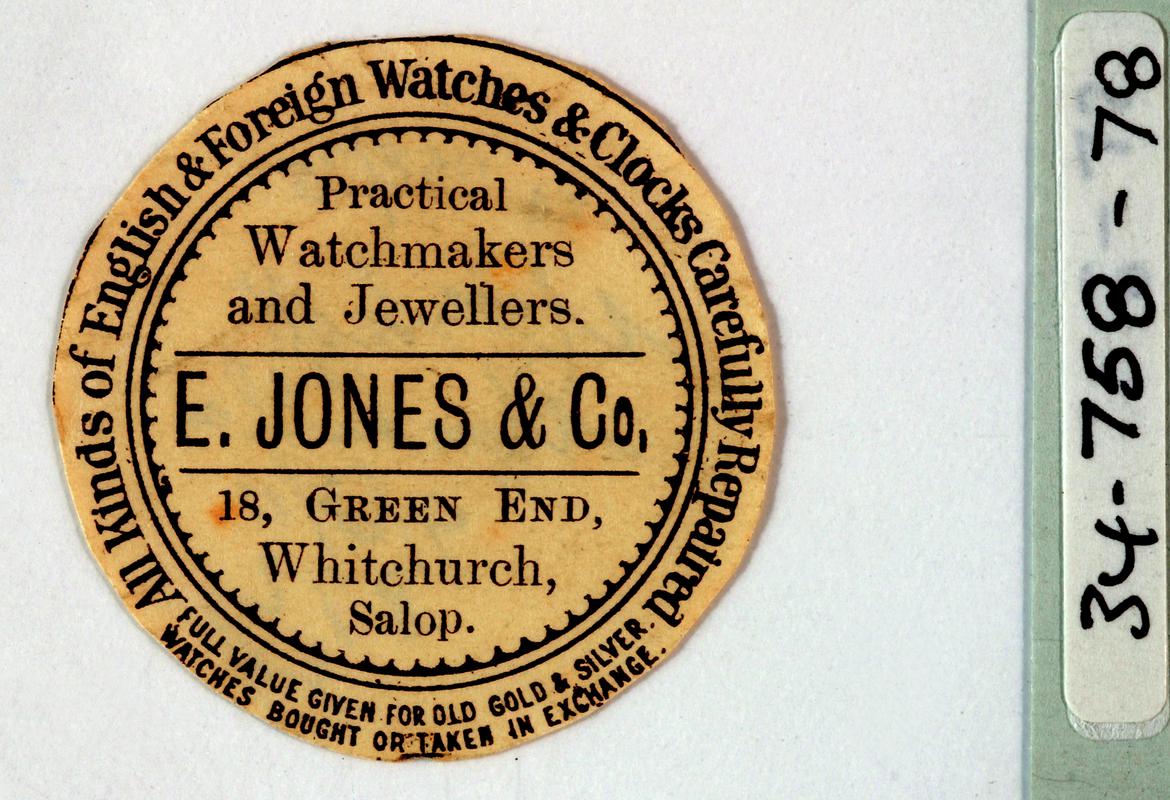 All Kinds of English & Foreign Watches & Clocks Carefully Repaired
Practical
Watchmakers
and Jewellers.
E. JONES & Co,
18, GREEN END,
Whitchurch,
Salop.
FULL VALUE GIVEN FOR OLD GOLD & SILVER.
WATCHES BOUGHT OR TAKEN IN EXCHANGE.
34-758-78